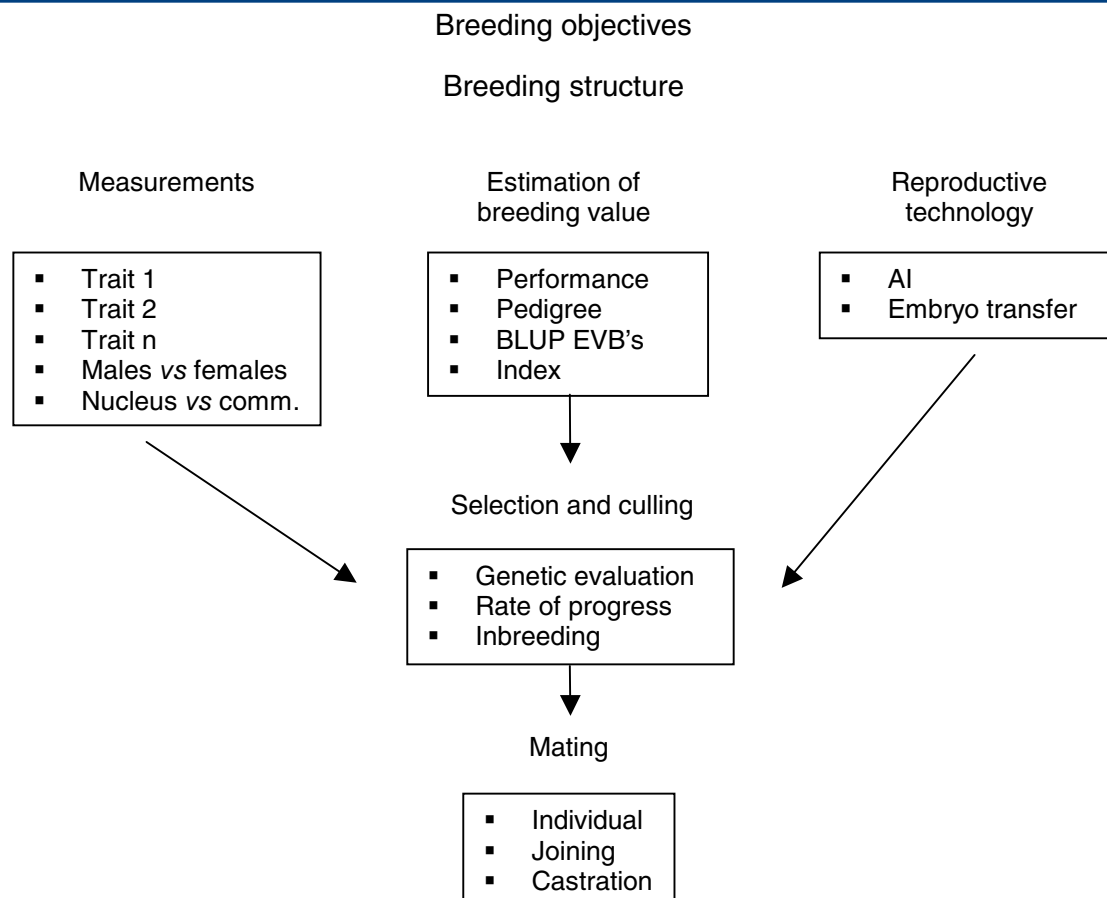 Breeding objectives
Breeding structure
Measurements
▪ Trait 1
▪ Trait 2
▪ Trait n
▪ Males vs females
▪ Nucleus vs comm.
Estimation of
breeding value
▪ Performance
▪ Pedigree
▪ BLUP EVB's
▪ Index
Reproductive
technology
▪ AI
▪ Embryo transfer
Selection and culling
▪ Genetic evaluation
▪ Rate of progress
▪ Inbreeding
Mating
▪ Individual
▪ Joining
▪ Castration